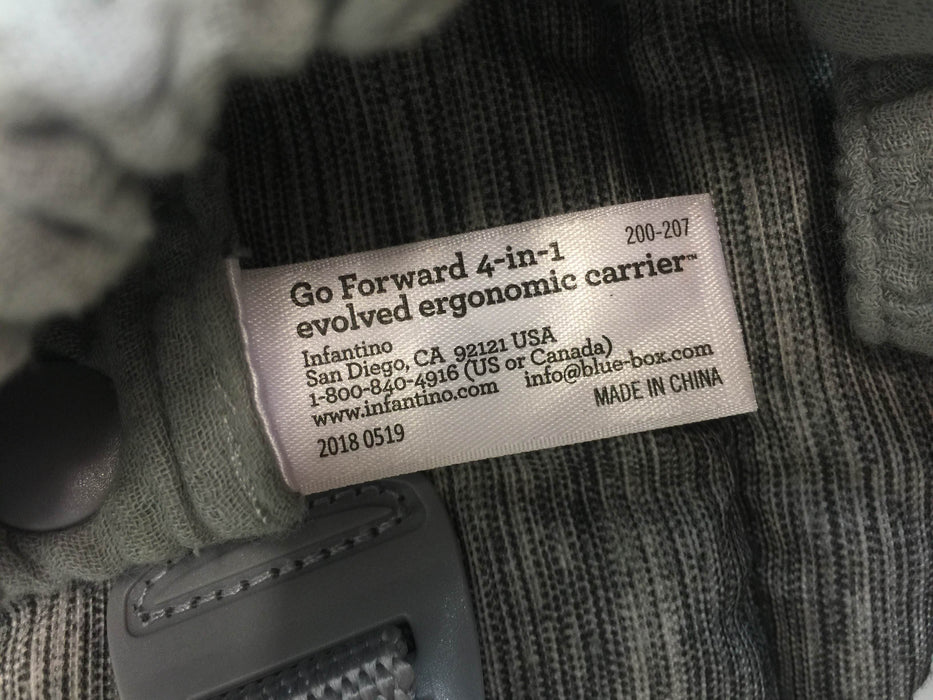 200-207
Go Forward 4-in-1
evolved ergonomic carrier™
Infantino
San Diego, CA 92121 USA
1-800-840-4916 (US or Canada)
www.infantino.com info@blue-box.com
MADE IN CHINA
2018 0519